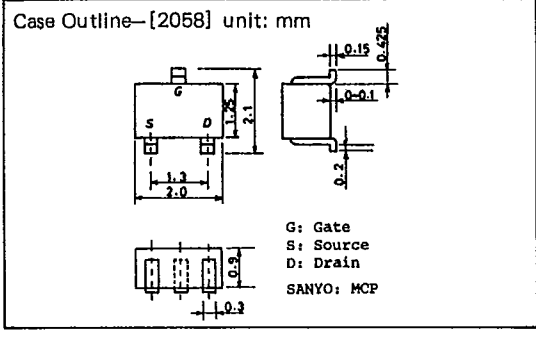 Case Outline–[2058] unit: mm
0.15
0.425
G
1.25
2.1
0~0.1
S D
1.3
2.0
0.2
G: Gate
S: Source
D: Drain
SANYO: MCP
0.9
0.3